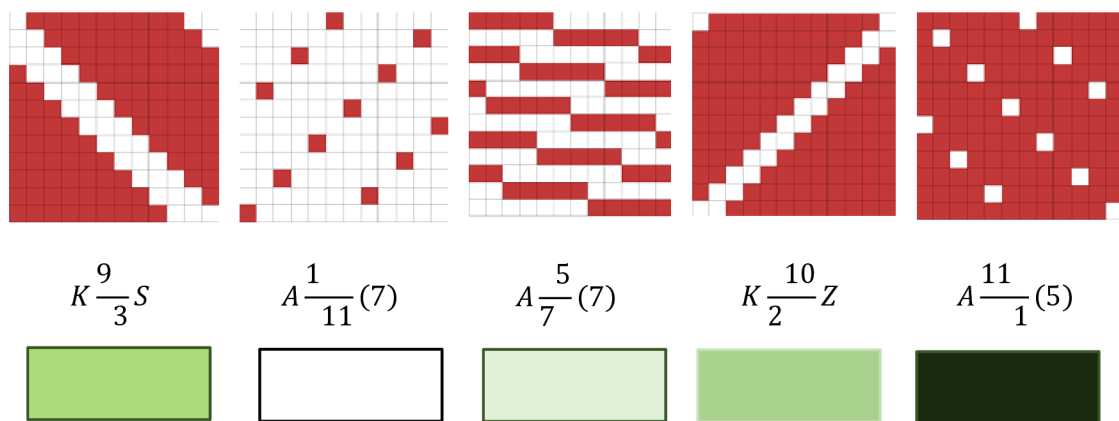 K 9/3 S
A 1/11 (7)
A 5/7 (7)
K 10/2 Z
A 11/1 (5)